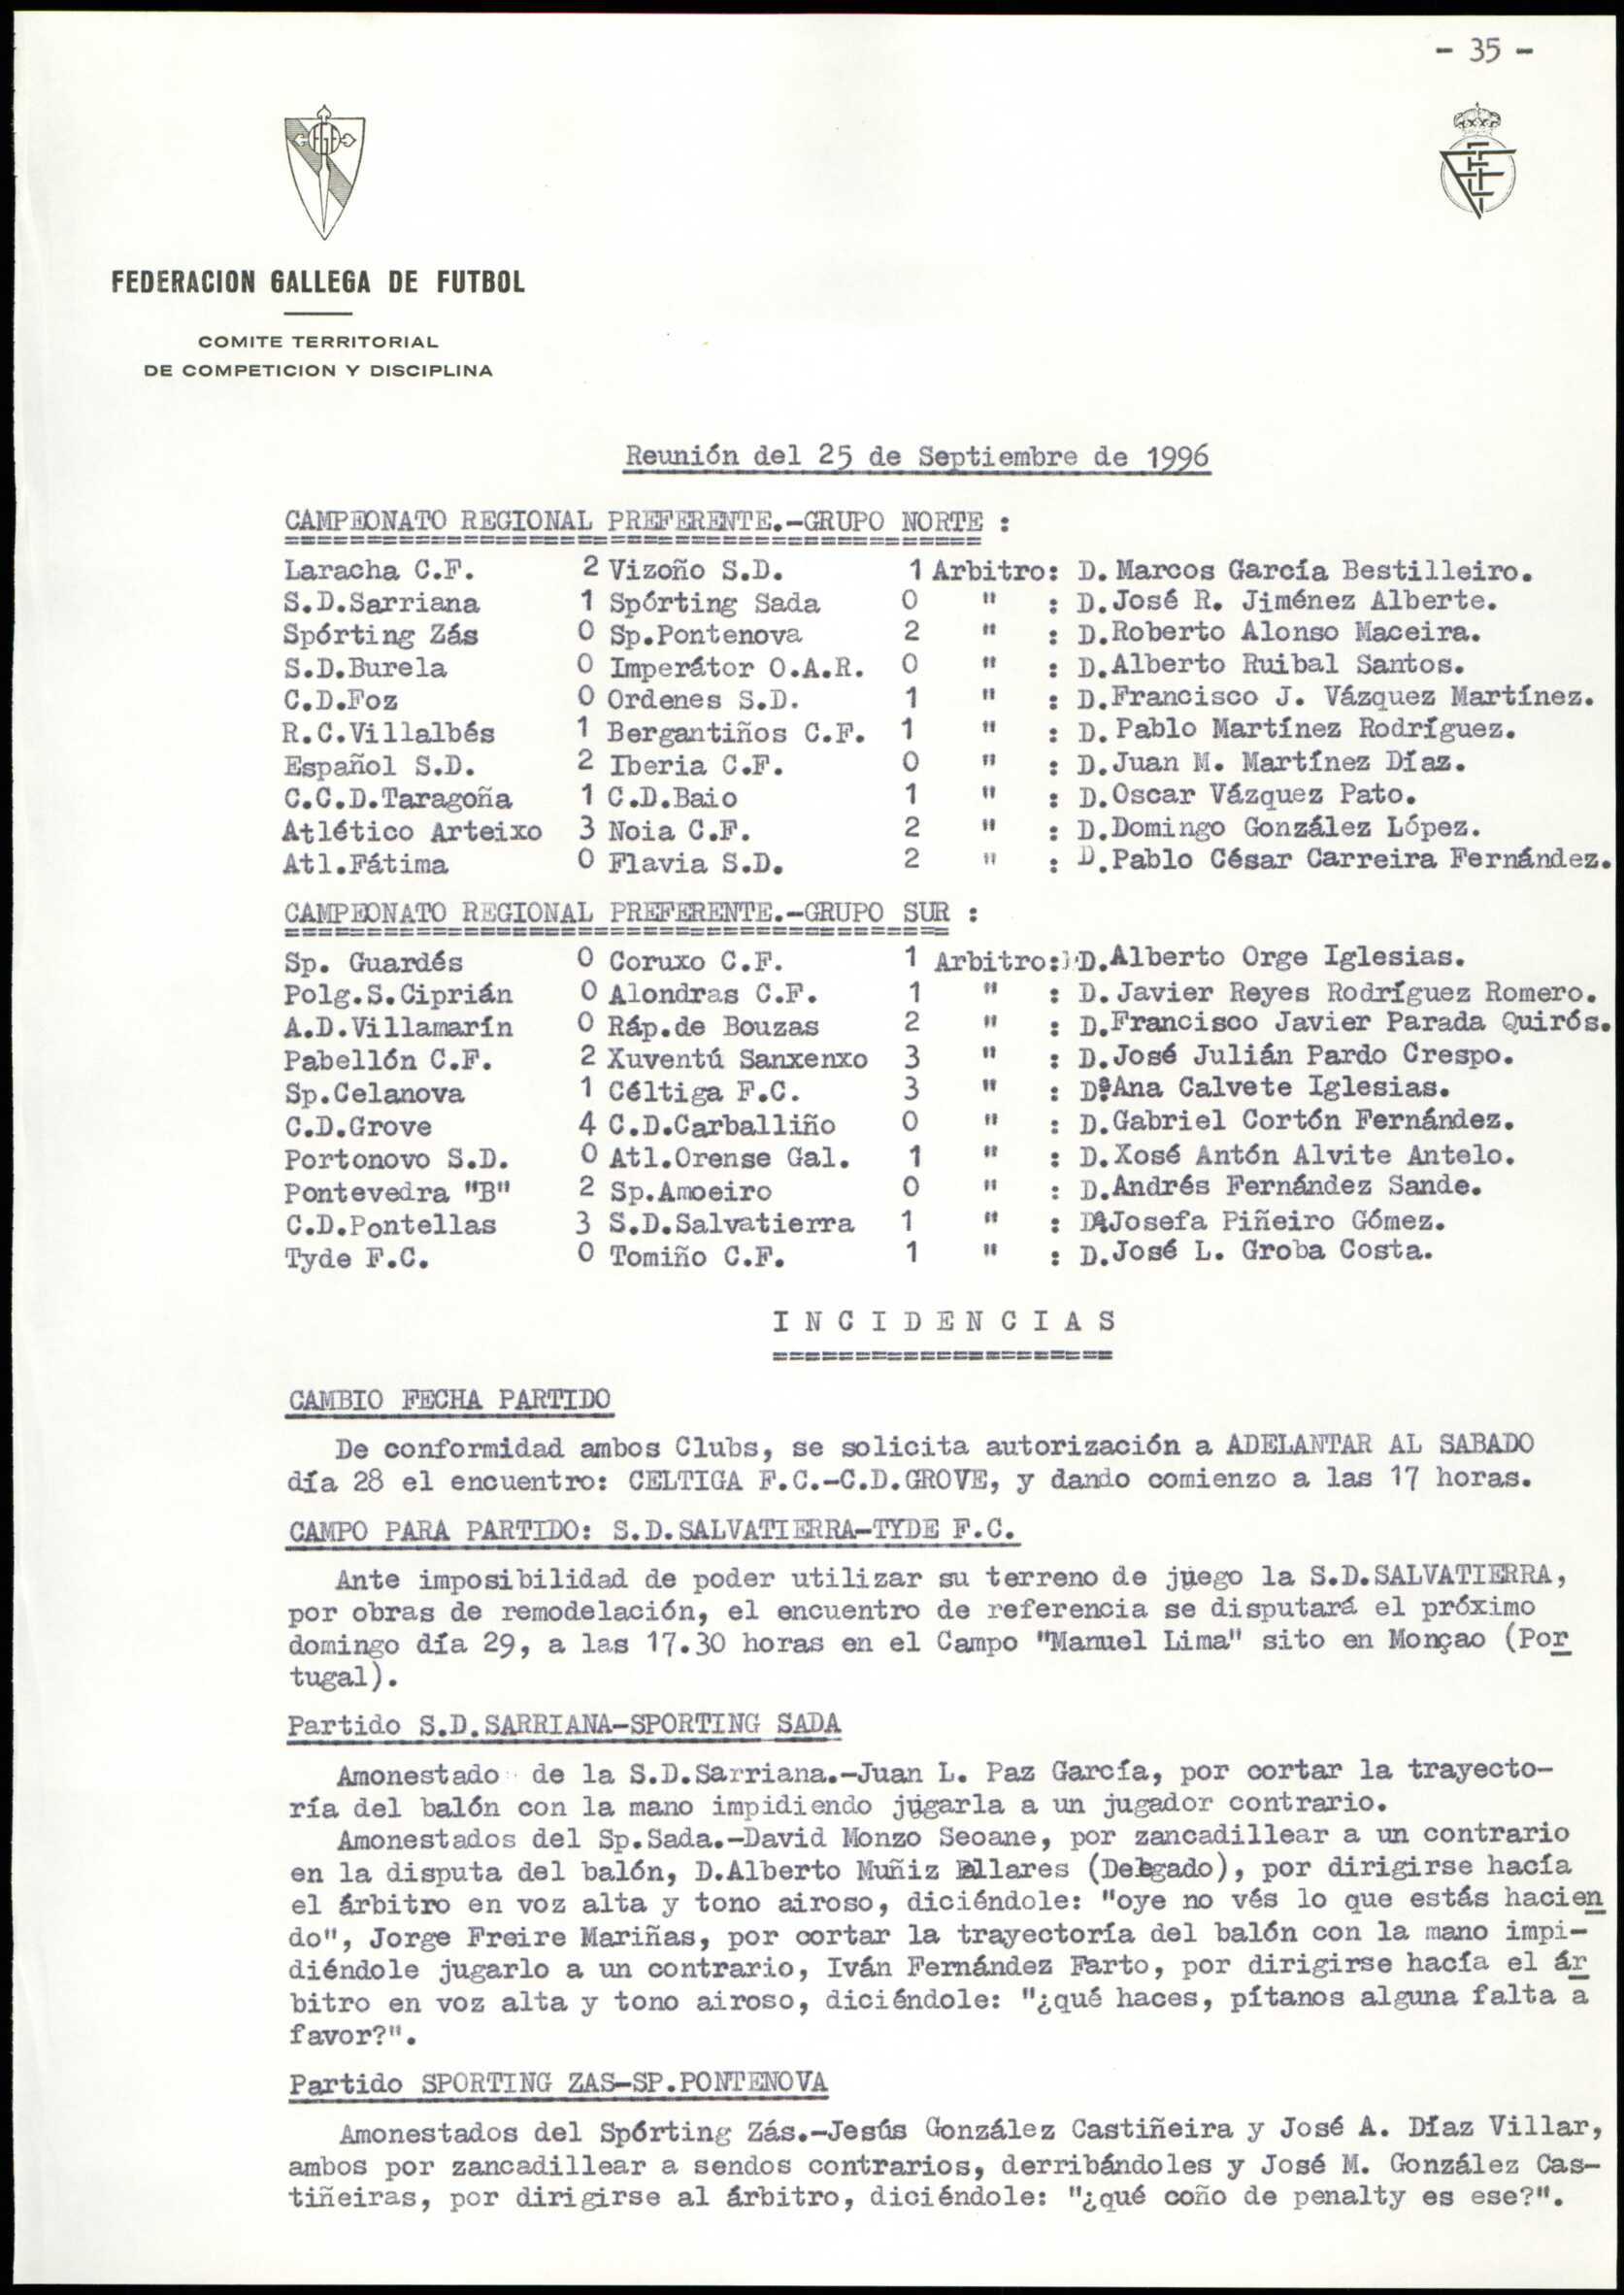 - 35 -
FEDERACION GALLEGA DE FUTBOL
COMITE TERRITORIAL
DE COMPETICION Y DISCIPLINA
Reunión del 25 de Septiembre de 1996
CAMPEONATO REGIONAL PREFERENTE.-GRUPO NORTE :
Laracha C.F. 2 Vizoño S.D. 1 Arbitro: D. Marcos García Bestilleiro.
S.D.Sarriana 1 Spórting Sada 0 " : D.José R. Jiménez Alberte.
Spórting Zás 0 Sp.Pontenova 2 " : D.Roberto Alonso Maceira.
S.D.Burela 0 Imperátor O.A.R. 0 " : D.Alberto Ruibal Santos.
C.D.Foz 0 Ordenes S.D. 1 " : D.Francisco J. Vázquez Martínez.
R.C.Villalbés 1 Bergantiños C.F. 1 " : D. Pablo Martínez Rodríguez.
Español S.D. 2 Iberia C.F. 0 " : D.Juan M. Martínez Díaz.
C.C.D.Taragoña 1 C.D.Baio 1 " : D.Oscar Vázquez Pato.
Atlético Arteixo 3 Noia C.F. 2 " : D.Domingo González López.
Atl.Fátima 0 Flavia S.D. 2 " : D.Pablo César Carreira Fernández.
CAMPEONATO REGIONAL PREFERENTE.-GRUPO SUR :
Sp. Guardés 0 Coruxo C.F. 1 Arbitro: D.Alberto Orge Iglesias.
Polg.S.Ciprián 0 Alondras C.F. 1 " : D. Javier Reyes Rodríguez Romero.
A.D.Villamarín 0 Ráp.de Bouzas 2 " : D.Francisco Javier Parada Quirós.
Pabellón C.F. 2 Xuventú Sanxenxo 3 " : D.José Julián Pardo Crespo.
Sp.Celanova 1 Céltiga F.C. 3 " : DªAna Calvete Iglesias.
C.D.Grove 4 C.D.Carballiño 0 " : D.Gabriel Cortón Fernández.
Portonovo S.D. 0 Atl.Orense Gal. 1 " : D.Xosé Antón Alvite Antelo.
Pontevedra "B" 2 Sp.Amoeiro 0 " : D.Andrés Fernández Sande.
C.D.Pontellas 3 S.D.Salvatierra 1 " : DªJosefa Piñeiro Gómez.
Tyde F.C. 0 Tomiño C.F. 1 " : D.José L. Groba Costa.
I N C I D E N C I A S
CAMBIO FECHA PARTIDO
De conformidad ambos Clubs, se solicita autorización a ADELANTAR AL SABADO
día 28 el encuentro: CELTIGA F.C.-C.D.GROVE, y dando comienzo a las 17 horas.
CAMPO PARA PARTIDO: S.D.SALVATIERRA-TYDE F.C.
Ante imposibilidad de poder utilizar su terreno de juego la S.D.SALVATIERRA,
por obras de remodelación, el encuentro de referencia se disputará el próximo
domingo día 29, a las 17.30 horas en el Campo "Manuel Lima" sito en Monçao (Por
tugal).
Partido S.D.SARRIANA-SPORTING SADA
Amonestado de la S.D.Sarriana.-Juan L. Paz García, por cortar la trayecto-
ría del balón con la mano impidiendo jugarla a un jugador contrario.
Amonestados del Sp.Sada.-David Monzo Seoane, por zancadillear a un contrario
en la disputa del balón, D.Alberto Muñiz (Delegado), por dirigirse hacía
el árbitro en voz alta y tono airoso, diciéndole: "oye no vés lo que estás hacien
do", Jorge Freire Mariñas, por cortar la trayectoría del balón con la mano impi-
diéndole jugarlo a un contrario, Iván Fernández Farto, por dirigirse hacía el ár
bitro en voz alta y tono airoso, diciéndole: "¿qué haces, pítanos alguna falta a
favor?".
Partido SPORTING ZAS-SP.PONTENOVA
Amonestados del Spórting Zás.-Jesús González Castiñeira y José A. Díaz Villar,
ambos por zancadillear a sendos contrarios, derribándoles y José M. González Cas-
tiñeiras, por dirigirse al árbitro, diciéndole: "¿qué coño de penalty es ese?".